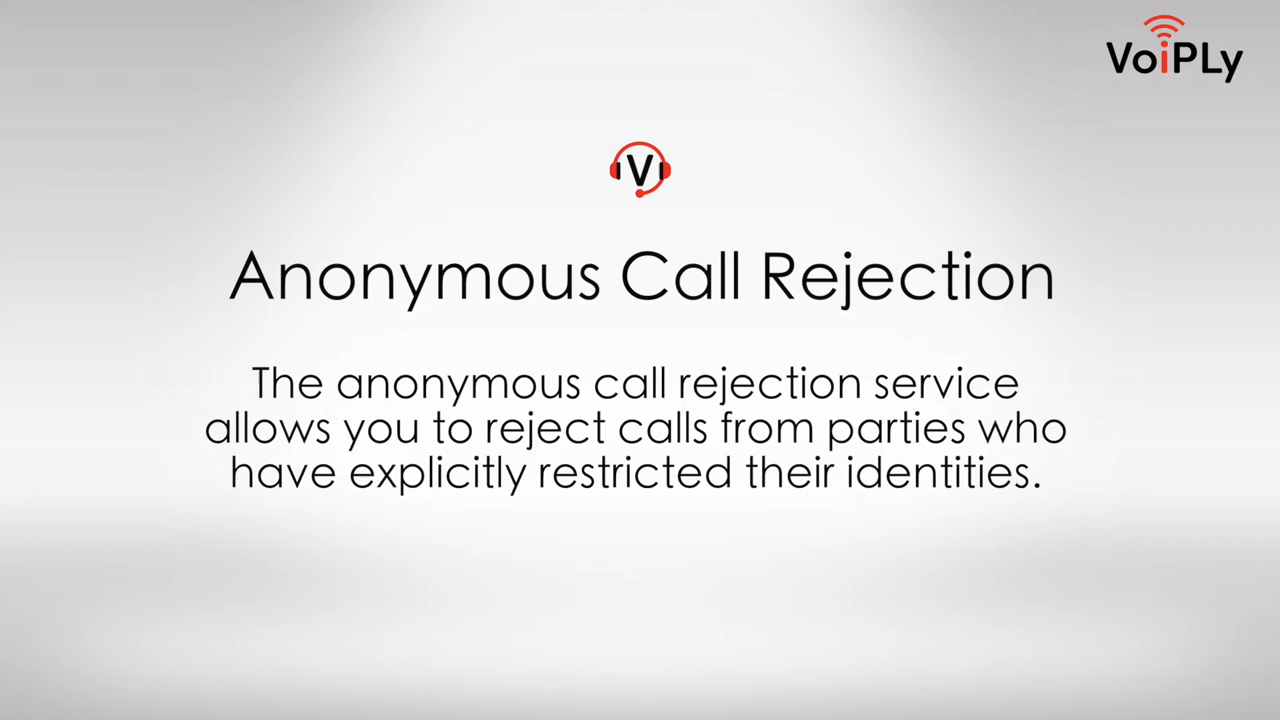 VoiPLy
V
Anonymous Call Rejection
The anonymous call rejection service
allows you to reject calls from parties who
have explicitly restricted their identities.